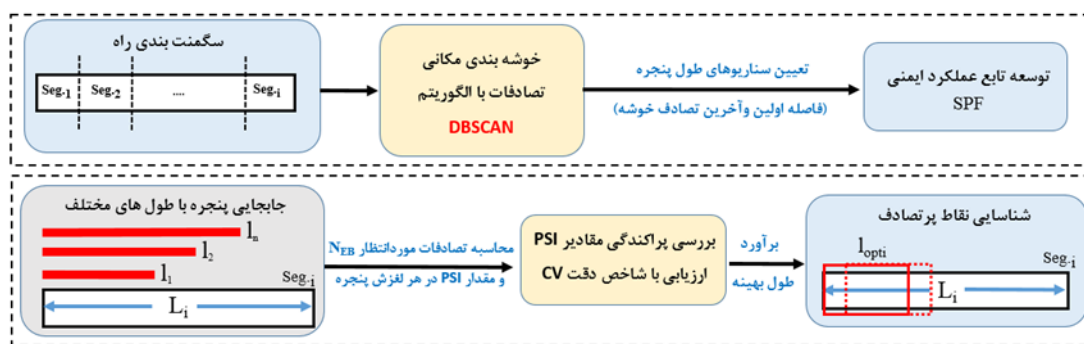 سگمنت بندی راه
Seg.1 Seg.2 .... Seg.i
خوشه بندی مکانی
تصادفات با الگوریتم
DBSCAN
تعیین سناریوهای طول پنجره
(فاصله اولین وآخرین تصادف خوشه)
توسعه تابع عملکرد ایمنی
SPF
جابجایی پنجره با طول های مختلف
ln
l2
l1
Seg.i
Li
محاسبه تصادفات موردانتظار NEB
و مقدار PSI در هر لغزش پنجره
بررسی پراکندگی مقادیر PSI
ارزیابی با شاخص دقت CV
برآورد
طول بهینه
شناسایی نقاط پرتصادف
lopti
Seg.i
Li